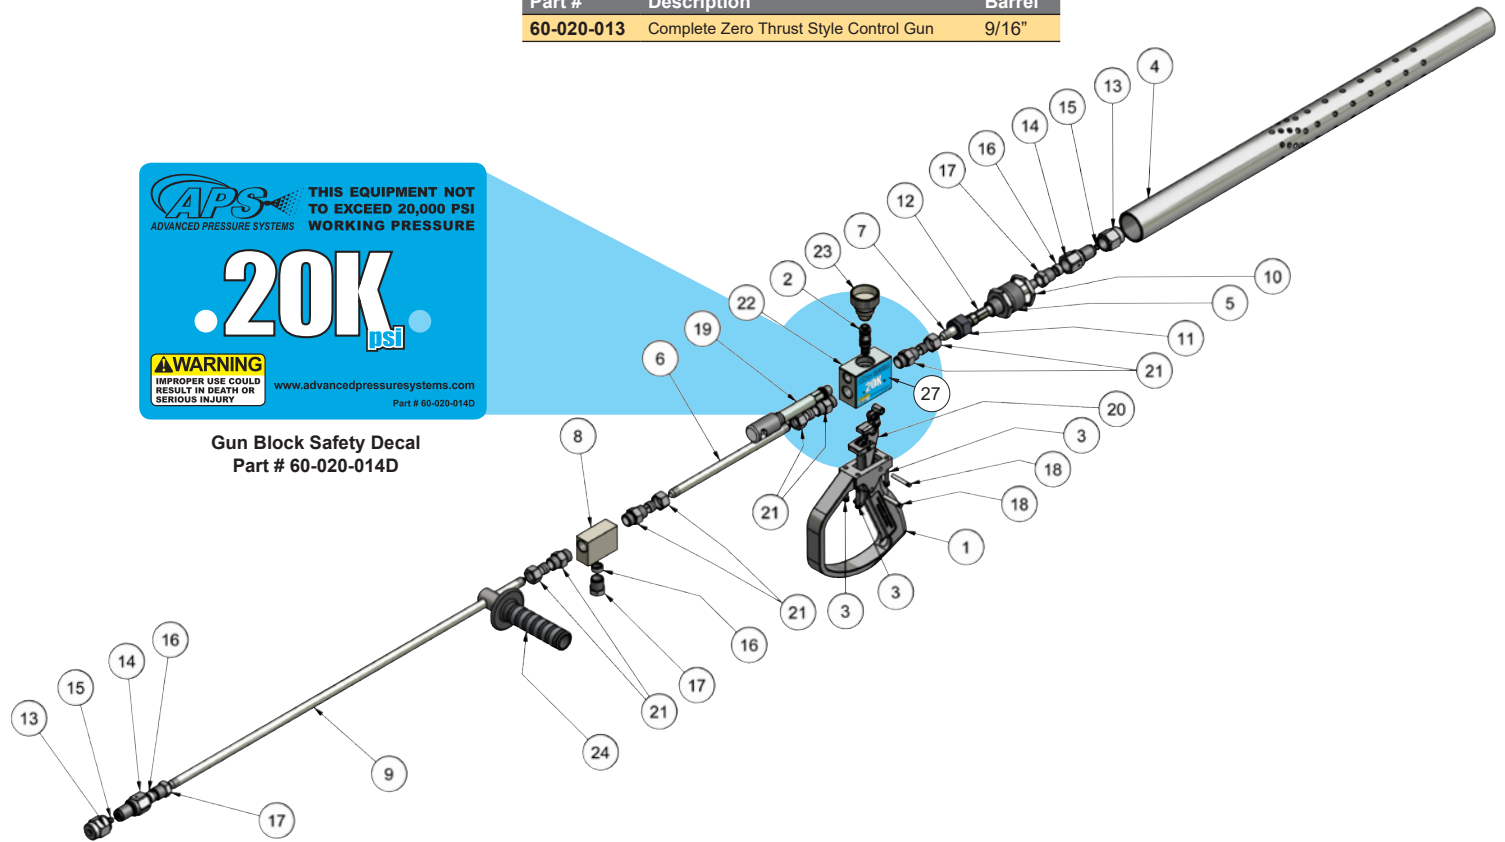 Part # Description Barrel
60-020-013 Complete Zero Thrust Style Control Gun 9/16”
4
13
15
14
16
17
12
7
23
2
22
19
6
8
10
5
11
21
27
20
3
18
18
1
3
3
21
21
16
17
21
24
9
16
14
15
13
17
APS
ADVANCED PRESSURE SYSTEMS
THIS EQUIPMENT NOT
TO EXCEED 20,000 PSI
WORKING PRESSURE
.20K
psi
WARNING
IMPROPER USE COULD
RESULT IN DEATH OR
SERIOUS INJURY
www.advancedpressuresystems.com
Part # 60-020-014D
Gun Block Safety Decal
Part # 60-020-014D
.20K